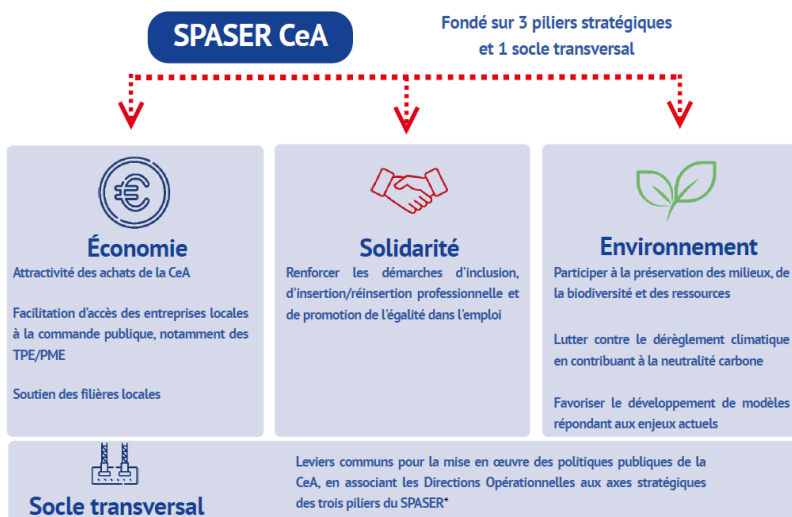 SPASER CeA
Fondé sur 3 piliers stratégiques
et 1 socle transversal
Économie
Attractivité des achats de la CeA
Facilitation d'accès des entreprises locales
à la commande publique, notamment des
TPE/PME
Soutien des filières locales
Solidarité
Renforcer les démarches d'inclusion,
d'insertion/réinsertion professionnelle et
de promotion de l'égalité dans l'emploi
Environnement
Participer à la préservation des milieux, de
la biodiversité et des ressources
Lutter contre le dérèglement climatique
en contribuant à la neutralité carbone
Favoriser le développement de modèles
répondant aux enjeux actuels
Socle transversal
Leviers communs pour la mise en œuvre des politiques publiques de la
CeA, en associant les Directions Opérationnelles aux axes stratégiques
des trois piliers du SPASER*